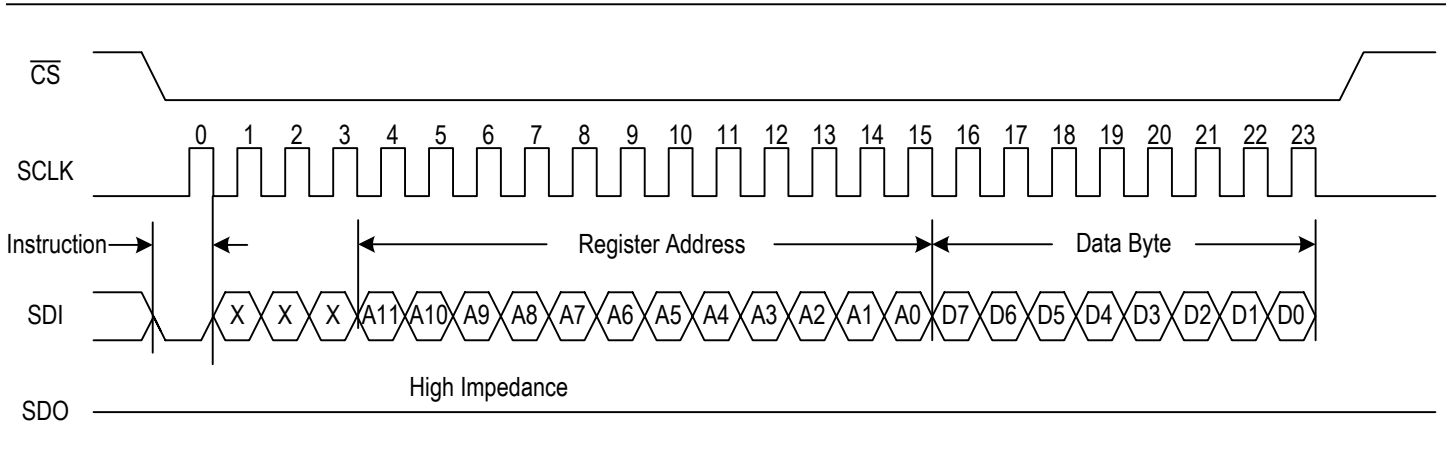 CS
0 1 2 3 4 5 6 7 8 9 10 11 12 13 14 15 16 17 18 19 20 21 22 23
SCLK
Instruction Register Address Data Byte
SDI X X X A11 A10 A9 A8 A7 A6 A5 A4 A3 A2 A1 A0 D7 D6 D5 D4 D3 D2 D1 D0
High Impedance
SDO